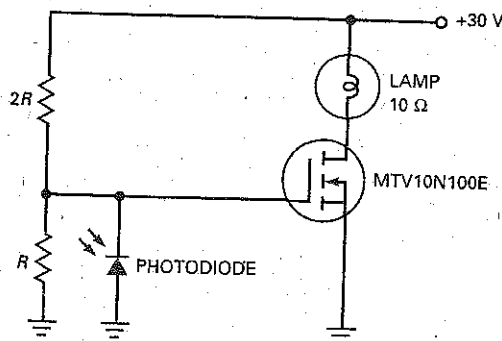 +30 V
LAMP
10 Ω
2R
MTV10N100E
R
PHOTODIODE